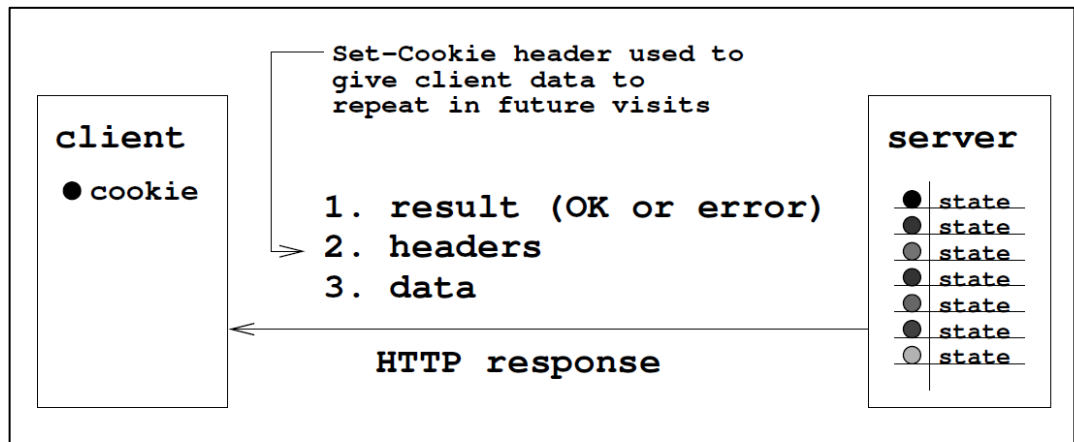 Set-Cookie header used to
give client data to
repeat in future visits
client
cookie
server
1. result (OK or error)
2. headers
3. data
HTTP response
state
state
state
state
state
state
state